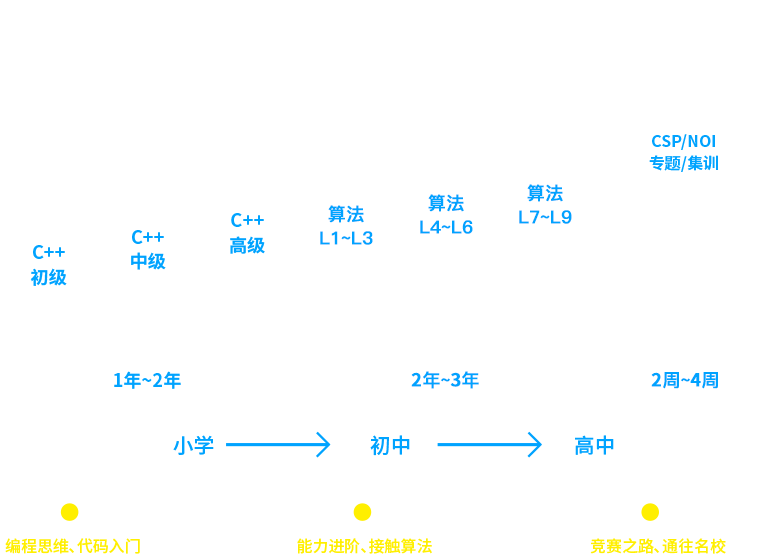 CSP/NOI
专题/集训
算法
L7~L9
算法
L4~L6
算法
L1~L3
C++
高级
C++
中级
C++
初级
1年~2年
2年~3年
2周~4周
小学
初中
高中
编程思维、代码入门
能力进阶、接触算法
竞赛之路、通往名校